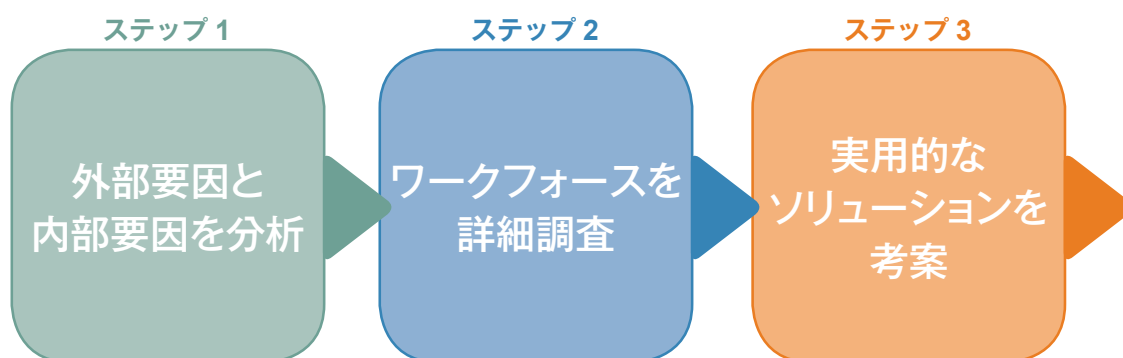 ステップ 1
外部要因と
内部要因を分析
ステップ 2
ワークフォースを
詳細調査
ステップ 3
実用的な
ソリューションを
考案